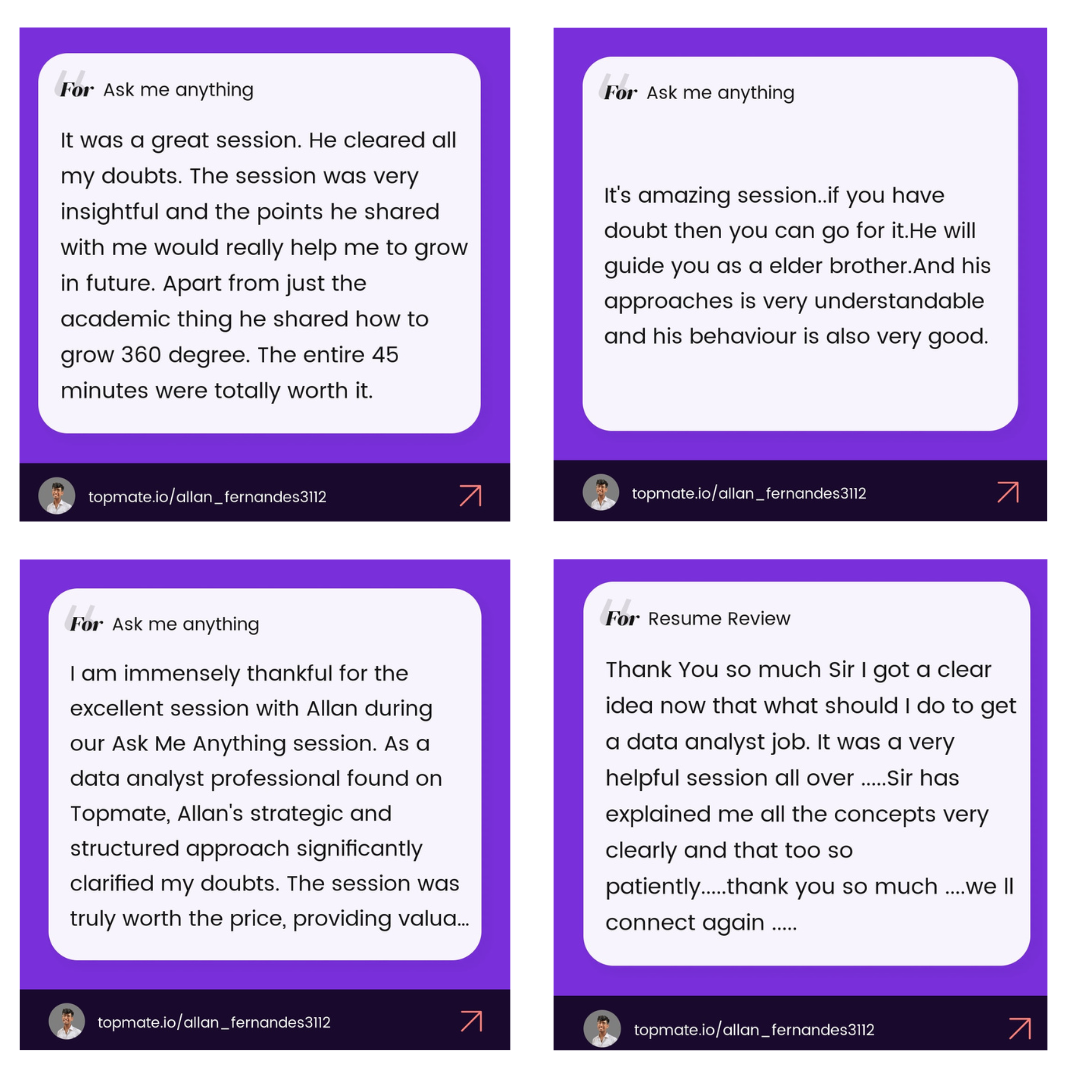 For Ask me anything
It was a great session. He cleared all
my doubts. The session was very
insightful and the points he shared
with me would really help me to grow
in future. Apart from just the
academic thing he shared how to
grow 360 degree. The entire 45
minutes were totally worth it.
topmate.io/allan_fernandes3112
For Ask me anything
It's amazing session..if you have
doubt then you can go for it.He will
guide you as a elder brother.And his
approaches is very understandable
and his behaviour is also very good.
topmate.io/allan_fernandes3112
For Ask me anything
I am immensely thankful for the
excellent session with Allan during
our Ask Me Anything session. As a
data analyst professional found on
Topmate, Allan's strategic and
structured approach significantly
clarified my doubts. The session was
truly worth the price, providing valua...
topmate.io/allan_fernandes3112
For Resume Review
Thank You so much Sir I got a clear
idea now that what should I do to get
a data analyst job. It was a very
helpful session all over .....Sir has
explained me all the concepts very
clearly and that too so
patiently.....thank you so much ....we ll
connect again .....
topmate.io/allan_fernandes3112